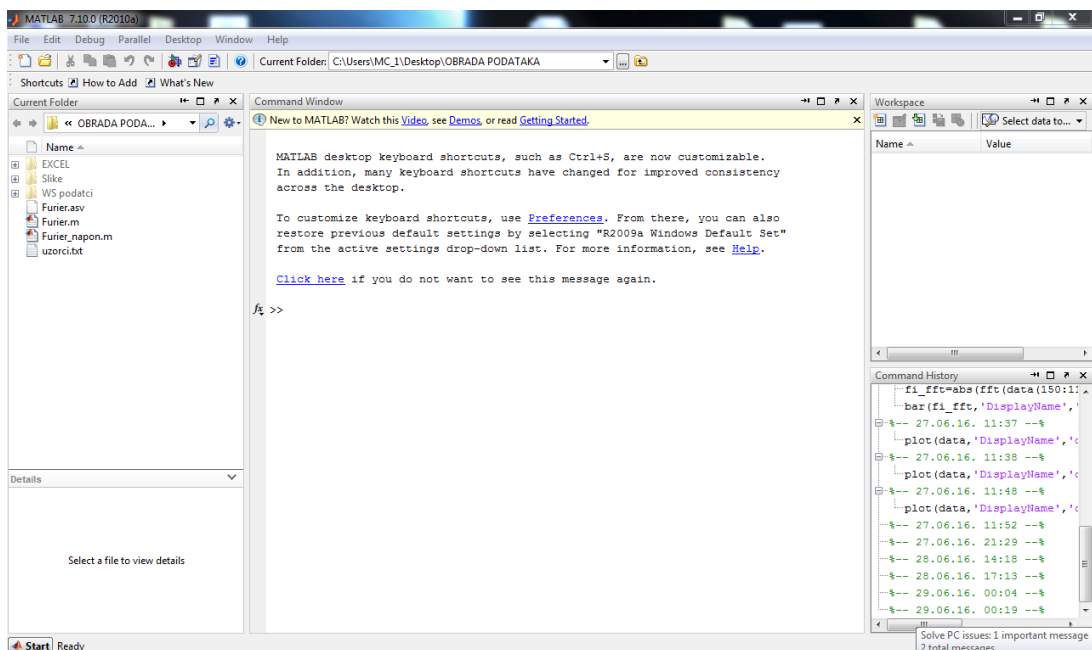 MATLAB 7.10.0 (R2010a)
File Edit Debug Parallel Desktop Window Help
Current Folder: C:\Users\MC_1\Desktop\OBRADA PODATAKA
Shortcuts How to Add What's New
Current Folder
« OBRADA PODA...
Name
EXCEL
Slike
WS podatci
Furier.asv
Furier.m
Furier_napon.m
uzorci.txt
Details
Select a file to view details
Command Window
New to MATLAB? Watch this Video, see Demos, or read Getting Started.
MATLAB desktop keyboard shortcuts, such as Ctrl+S, are now customizable.
In addition, many keyboard shortcuts have changed for improved consistency
across the desktop.
To customize keyboard shortcuts, use Preferences. From there, you can also
restore previous default settings by selecting "R2009a Windows Default Set"
from the active settings drop-down list. For more information, see Help.
Click here if you do not want to see this message again.
fx >>
Workspace
Select data to...
Name Value
Command History
fi_fft=abs(fft(data(150:11
bar(fi_fft,'DisplayName','
%-- 27.06.16. 11:37 --%
plot(data,'DisplayName','d
%-- 27.06.16. 11:38 --%
plot(data,'DisplayName','d
%-- 27.06.16. 11:48 --%
plot(data,'DisplayName','d
%-- 27.06.16. 11:52 --%
%-- 27.06.16. 21:29 --%
%-- 28.06.16. 14:18 --%
%-- 28.06.16. 17:13 --%
%-- 29.06.16. 00:04 --%
%-- 29.06.16. 00:19 --%
Solve PC issues: 1 important message
2 total messages
Start Ready